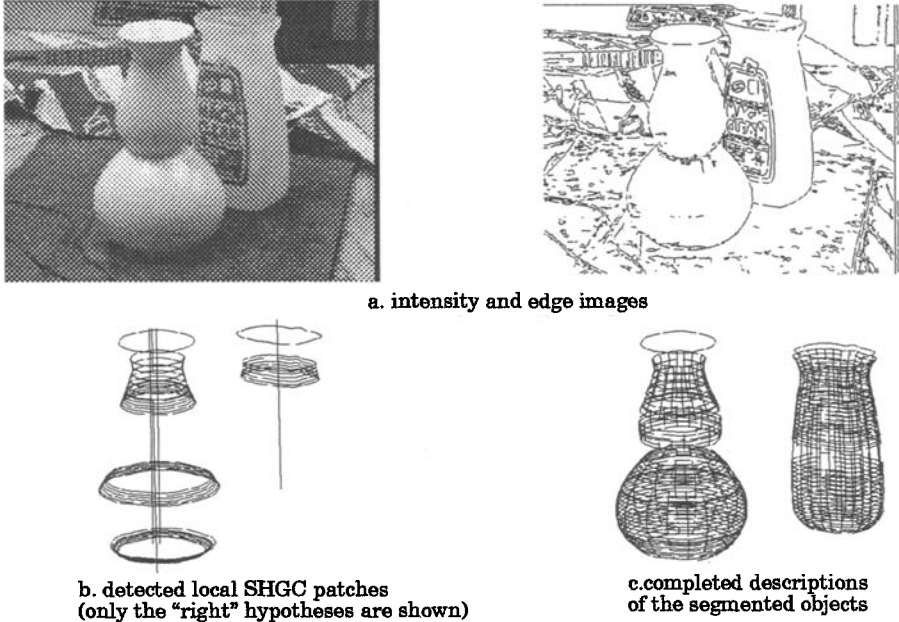 a. intensity and edge images
b. detected local SHGC patches
(only the "right" hypotheses are shown)
c.completed descriptions
of the segmented objects